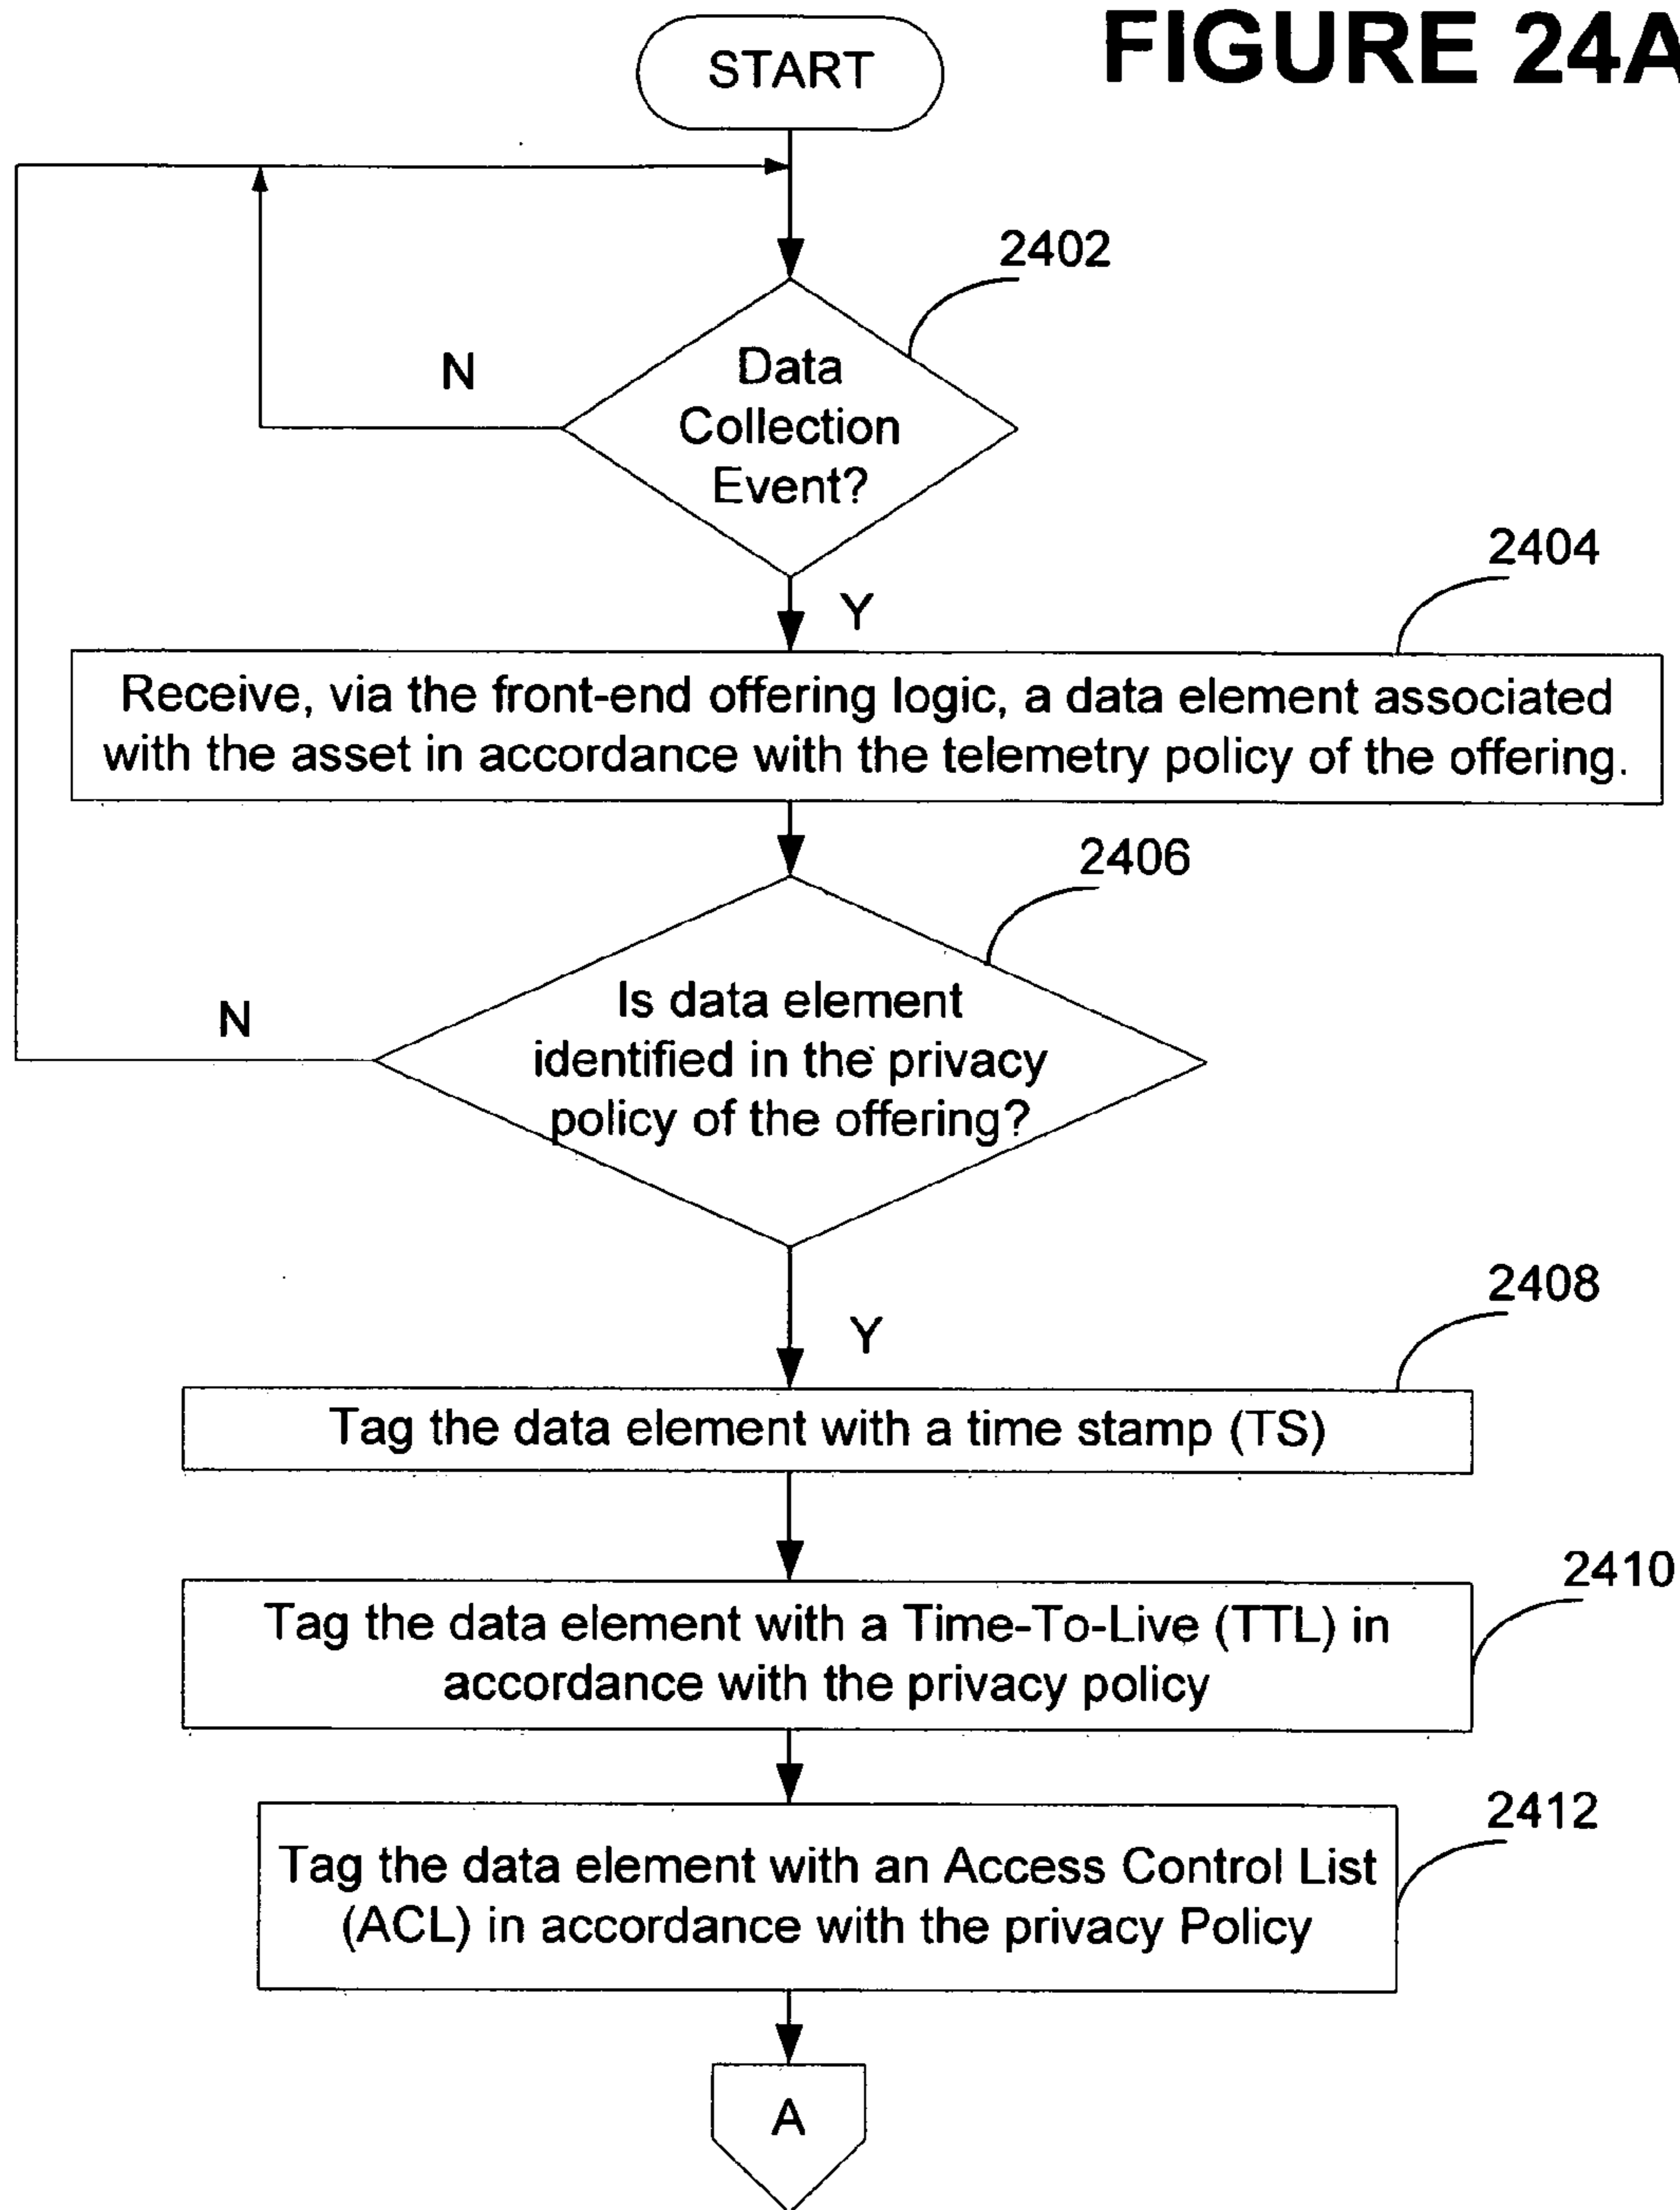 FIGURE 24A
START
2402
N
Data
Collection
Event?
Y
2404
Receive, via the front-end offering logic, a data element associated
with the asset in accordance with the telemetry policy of the offering.
2406
N
Is data element
identified in the privacy
policy of the offering?
Y
2408
Tag the data element with a time stamp (TS)
2410
Tag the data element with a Time-To-Live (TTL) in
accordance with the privacy policy
2412
Tag the data element with an Access Control List
(ACL) in accordance with the privacy Policy
A